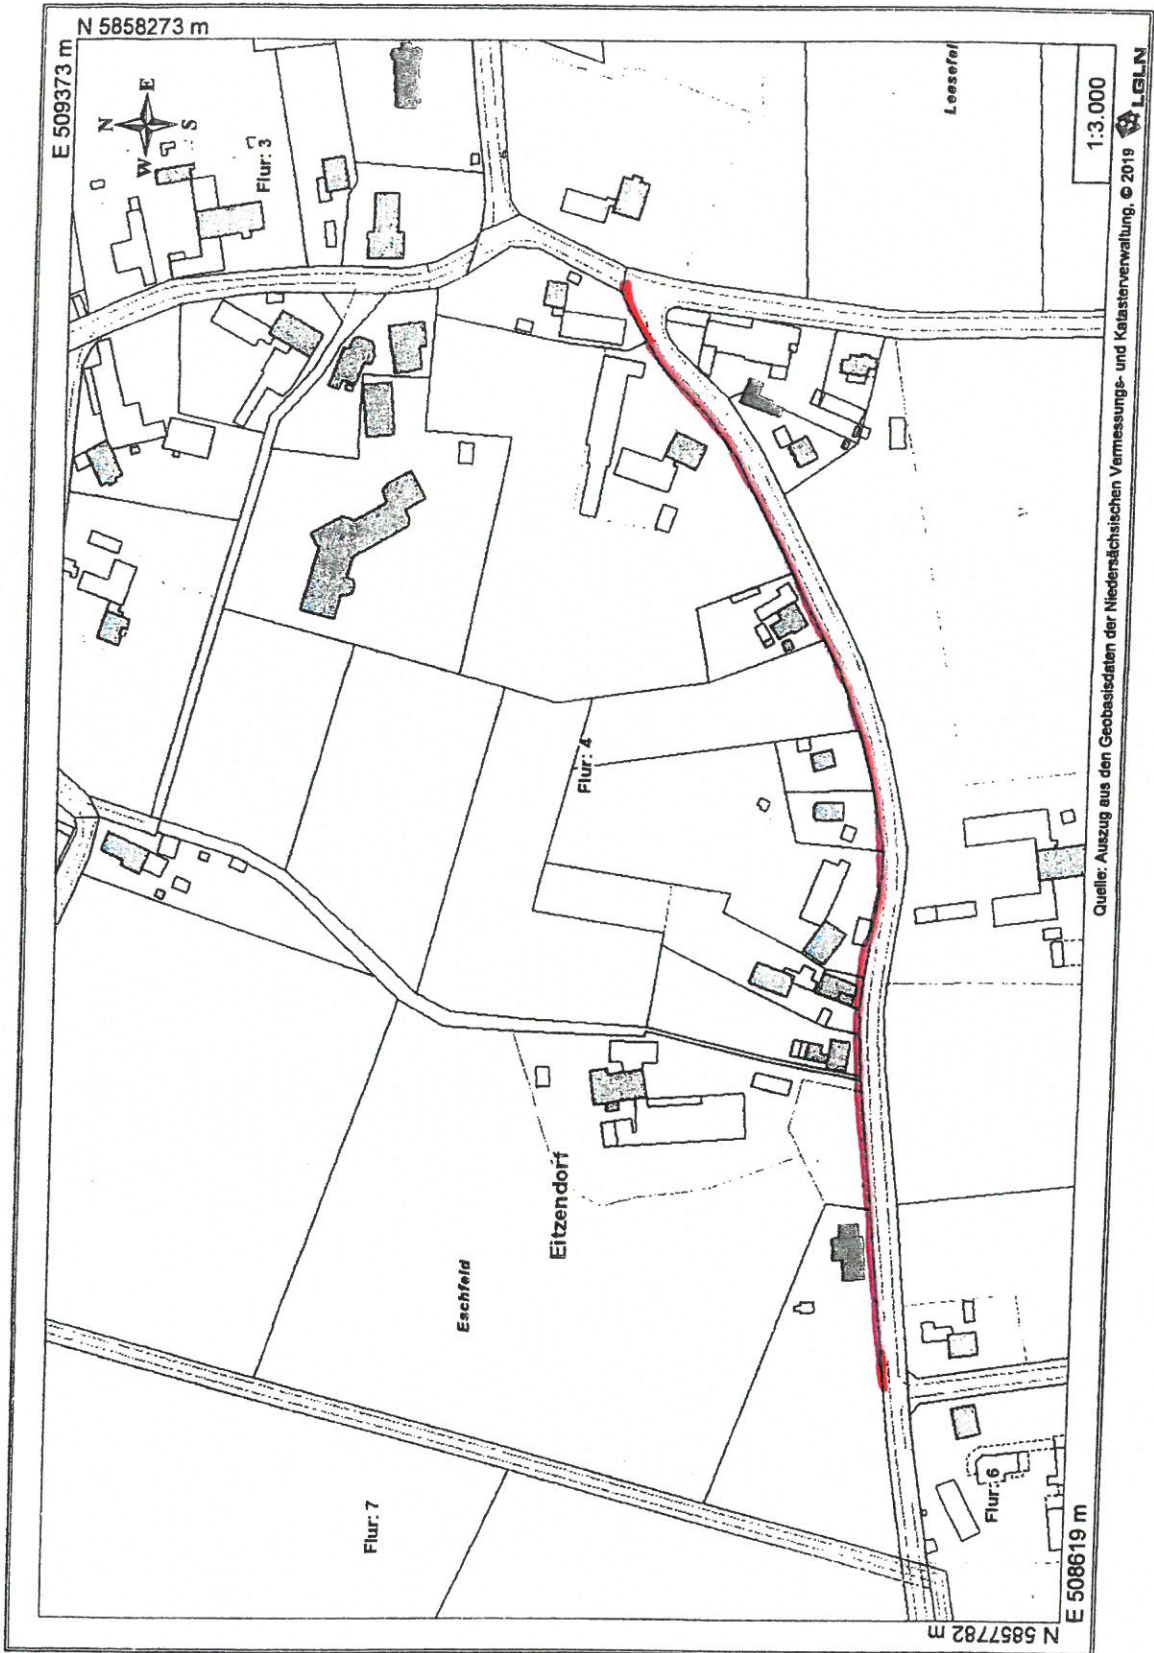 N 5858273 m
E 509373 m
N
E
S
W
Flur: 3
Leesefel
1:3.000
Flur: 4
Eitzendorf
Eschfeld
Flur: 7
Flur: 6
E 508619 m
N 5857782 m
Quelle: Auszug aus den Geobasisdaten der Niedersächsischen Vermessungs- und Katasterverwaltung, © 2019 LGLN